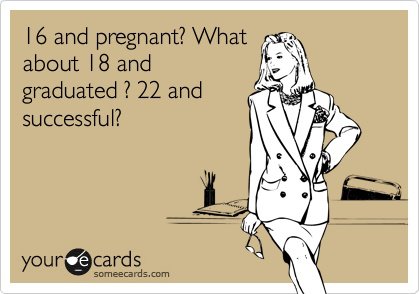 16 and pregnant? What
about 18 and
graduated ? 22 and
successful?
your e cards
someecards.com